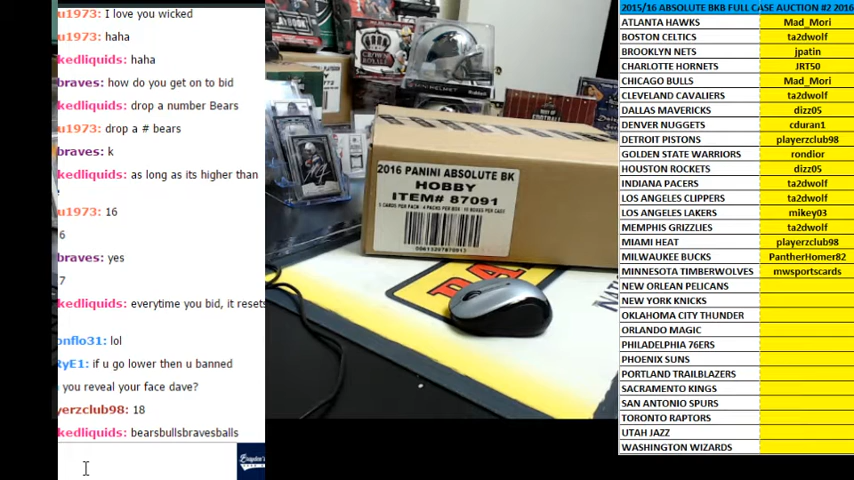 u1973: I love you wicked
u1973: haha
kedliquids: haha
braves: how do you get on to bid
kedliquids: drop a number Bears
u1973: drop a # bears
braves: k
kedliquids: as long as its higher than
u1973: 16
6
braves: yes
7
kedliquids: everytime you bid, it resets
onflo31: lol
RyE1: if u go lower then u banned
you reveal your face dave?
yerzclub98: 18
kedliquids: bearsbullsbravesballs
CROWN
ROYALE
2016 PANINI ABSOLUTE BK
HOBBY
ITEM# 87091
2015/16 ABSOLUTE BKB FULL CASE AUCTION #2 2016
ATLANTA HAWKS Mad_Mori
BOSTON CELTICS ta2dwolf
BROOKLYN NETS jpatin
CHARLOTTE HORNETS JRT50
CHICAGO BULLS Mad_Mori
CLEVELAND CAVALIERS ta2dwolf
DALLAS MAVERICKS dizz05
DENVER NUGGETS cduran1
DETROIT PISTONS playerzclub98
GOLDEN STATE WARRIORS rondior
HOUSTON ROCKETS dizz05
INDIANA PACERS ta2dwolf
LOS ANGELES CLIPPERS ta2dwolf
LOS ANGELES LAKERS mikey03
MEMPHIS GRIZZLIES ta2dwolf
MIAMI HEAT playerzclub98
MILWAUKEE BUCKS PantherHomer82
MINNESOTA TIMBERWOLVES mwsportscards
NEW ORLEAN PELICANS
NEW YORK KNICKS
OKLAHOMA CITY THUNDER
ORLANDO MAGIC
PHILADELPHIA 76ERS
PHOENIX SUNS
PORTLAND TRAILBLAZERS
SACRAMENTO KINGS
SAN ANTONIO SPURS
TORONTO RAPTORS
UTAH JAZZ
WASHINGTON WIZARDS